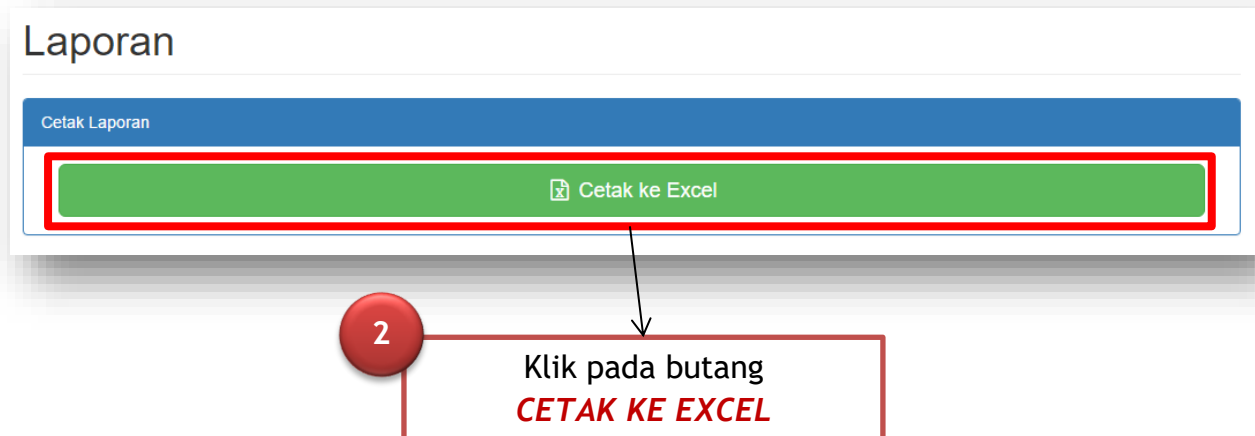 Laporan
Cetak Laporan
Cetak ke Excel
2
Klik pada butang
CETAK KE EXCEL